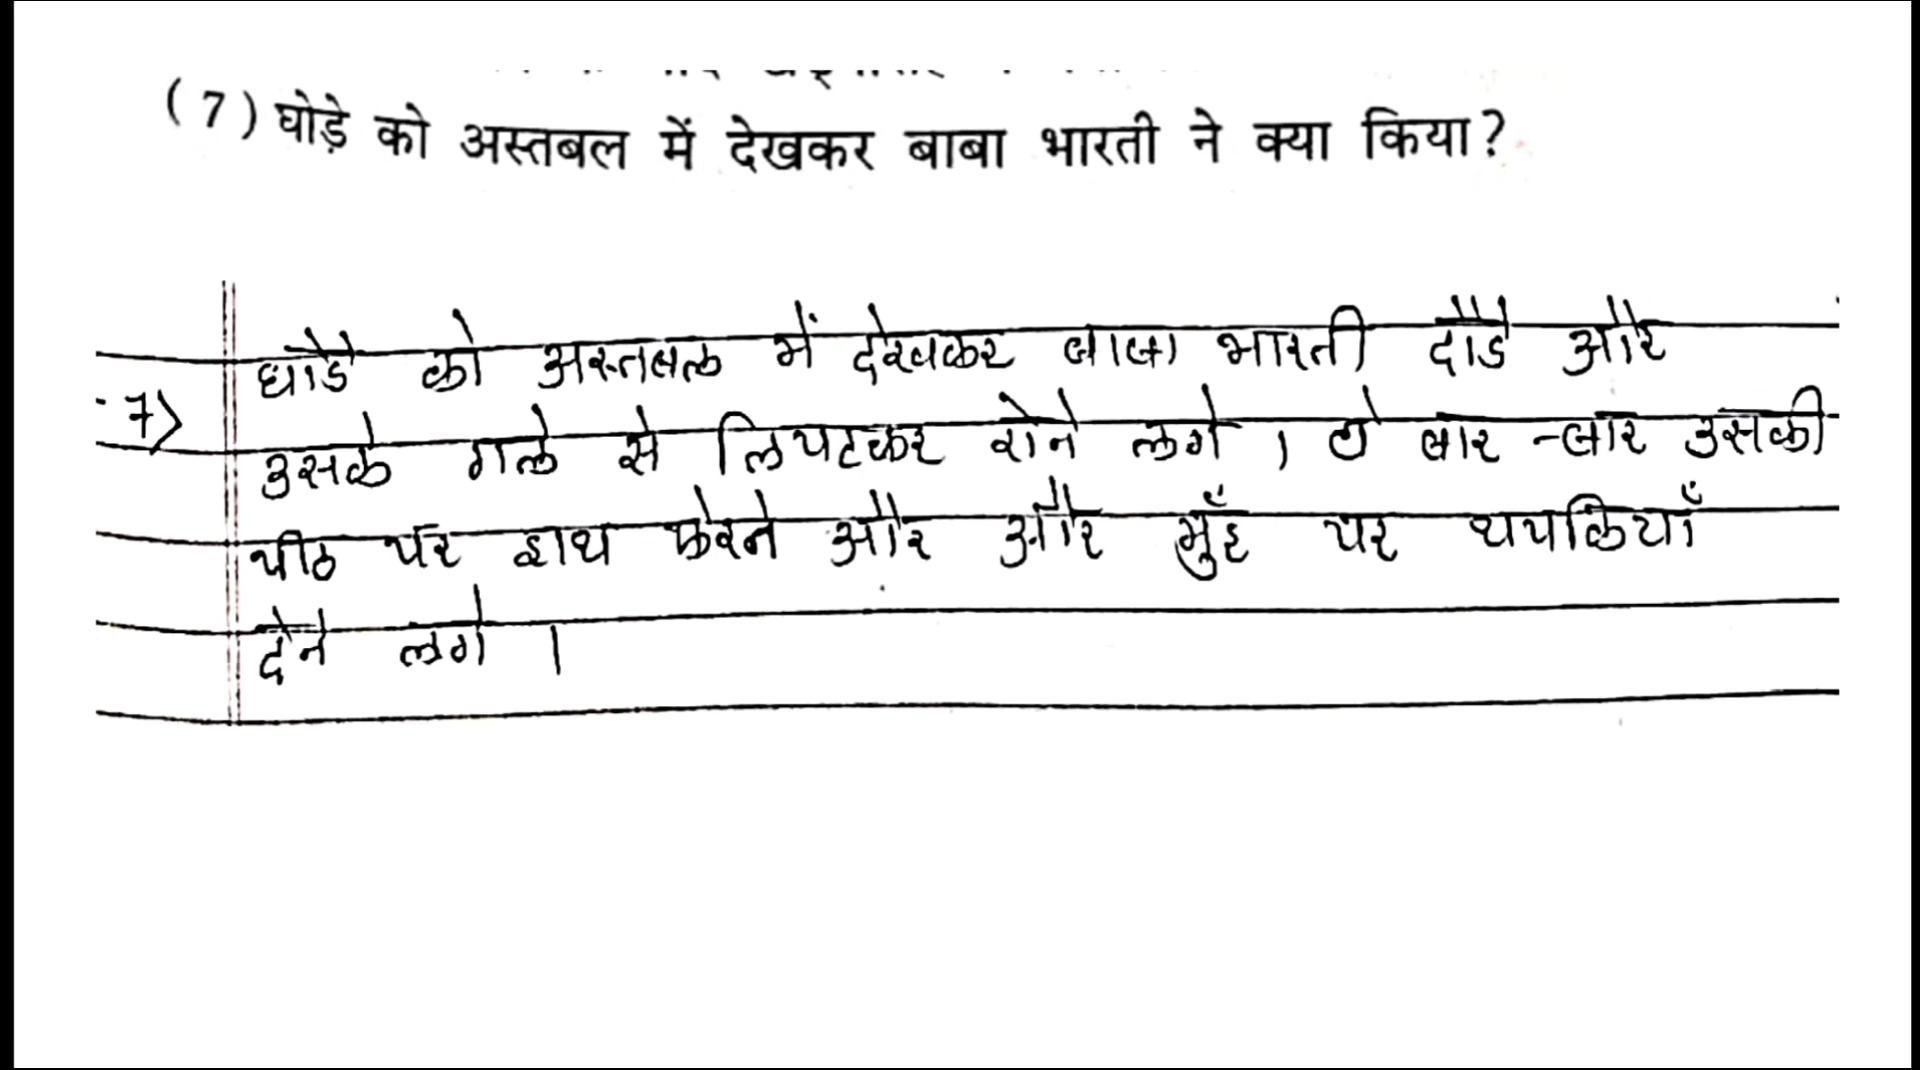 (7) घोड़े को अस्तबल में देखकर बाबा भारती ने क्या किया?
घोडे को अस्तबल में देखकर बाबा भारती दौडे और
7) उसके गले से लिपटकर रोने लगे । वे बार -बार उसकी
पीठ पर हाथ फेरने और और मुँह पर थपकियाँ
देने लगे ।